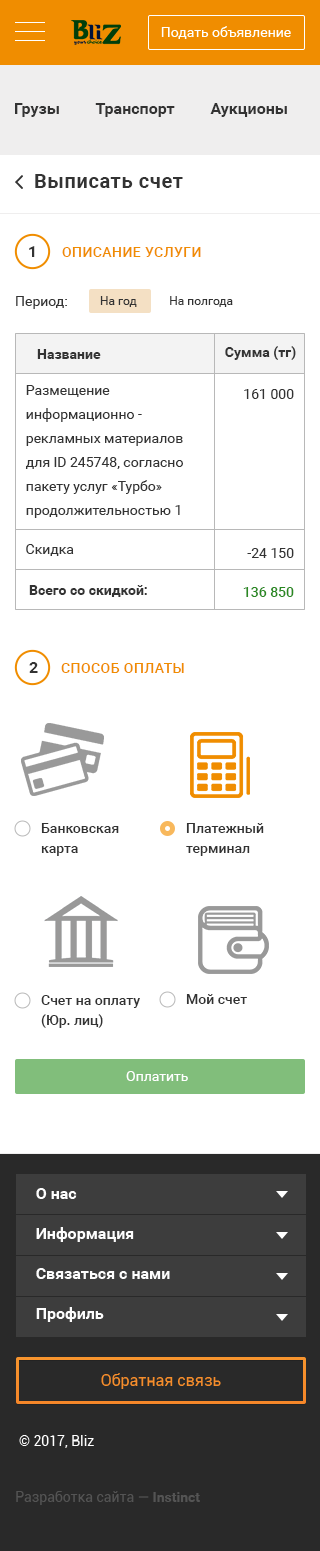 BliZ
your choice
Подать объявление
Грузы
Транспорт
Аукционы
Выписать счет
1
ОПИСАНИЕ УСЛУГИ
Период:
На год
На полгода
Название
Сумма (тг)
Размещение
информационно -
рекламных материалов
для ID 245748, согласно
пакету услуг «Турбо»
продолжительностью 1
161 000
Скидка
-24 150
Всего со скидкой:
136 850
2
СПОСОБ ОПЛАТЫ
Банковская
карта
Платежный
терминал
Счет на оплату
(Юр. лиц)
Мой счет
Оплатить
О нас
Информация
Связаться с нами
Профиль
Обратная связь
© 2017, Bliz
Разработка сайта — Instinct